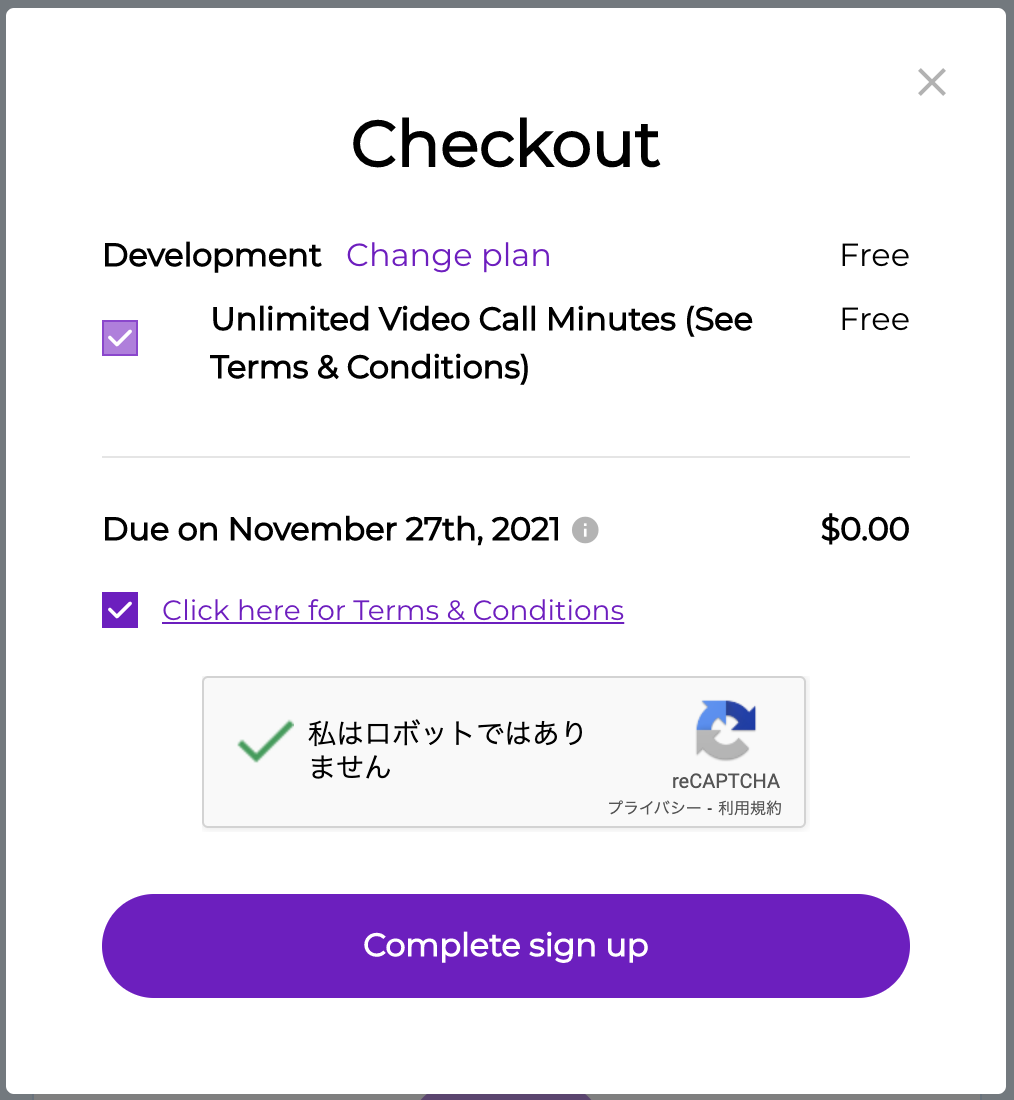 Checkout
Development Change plan Free
Unlimited Video Call Minutes (See Free
Terms & Conditions)
Due on November 27th, 2021 $0.00
Click here for Terms & Conditions
私はロボットではあり
ません
reCAPTCHA
プライバシー - 利用規約
Complete sign up